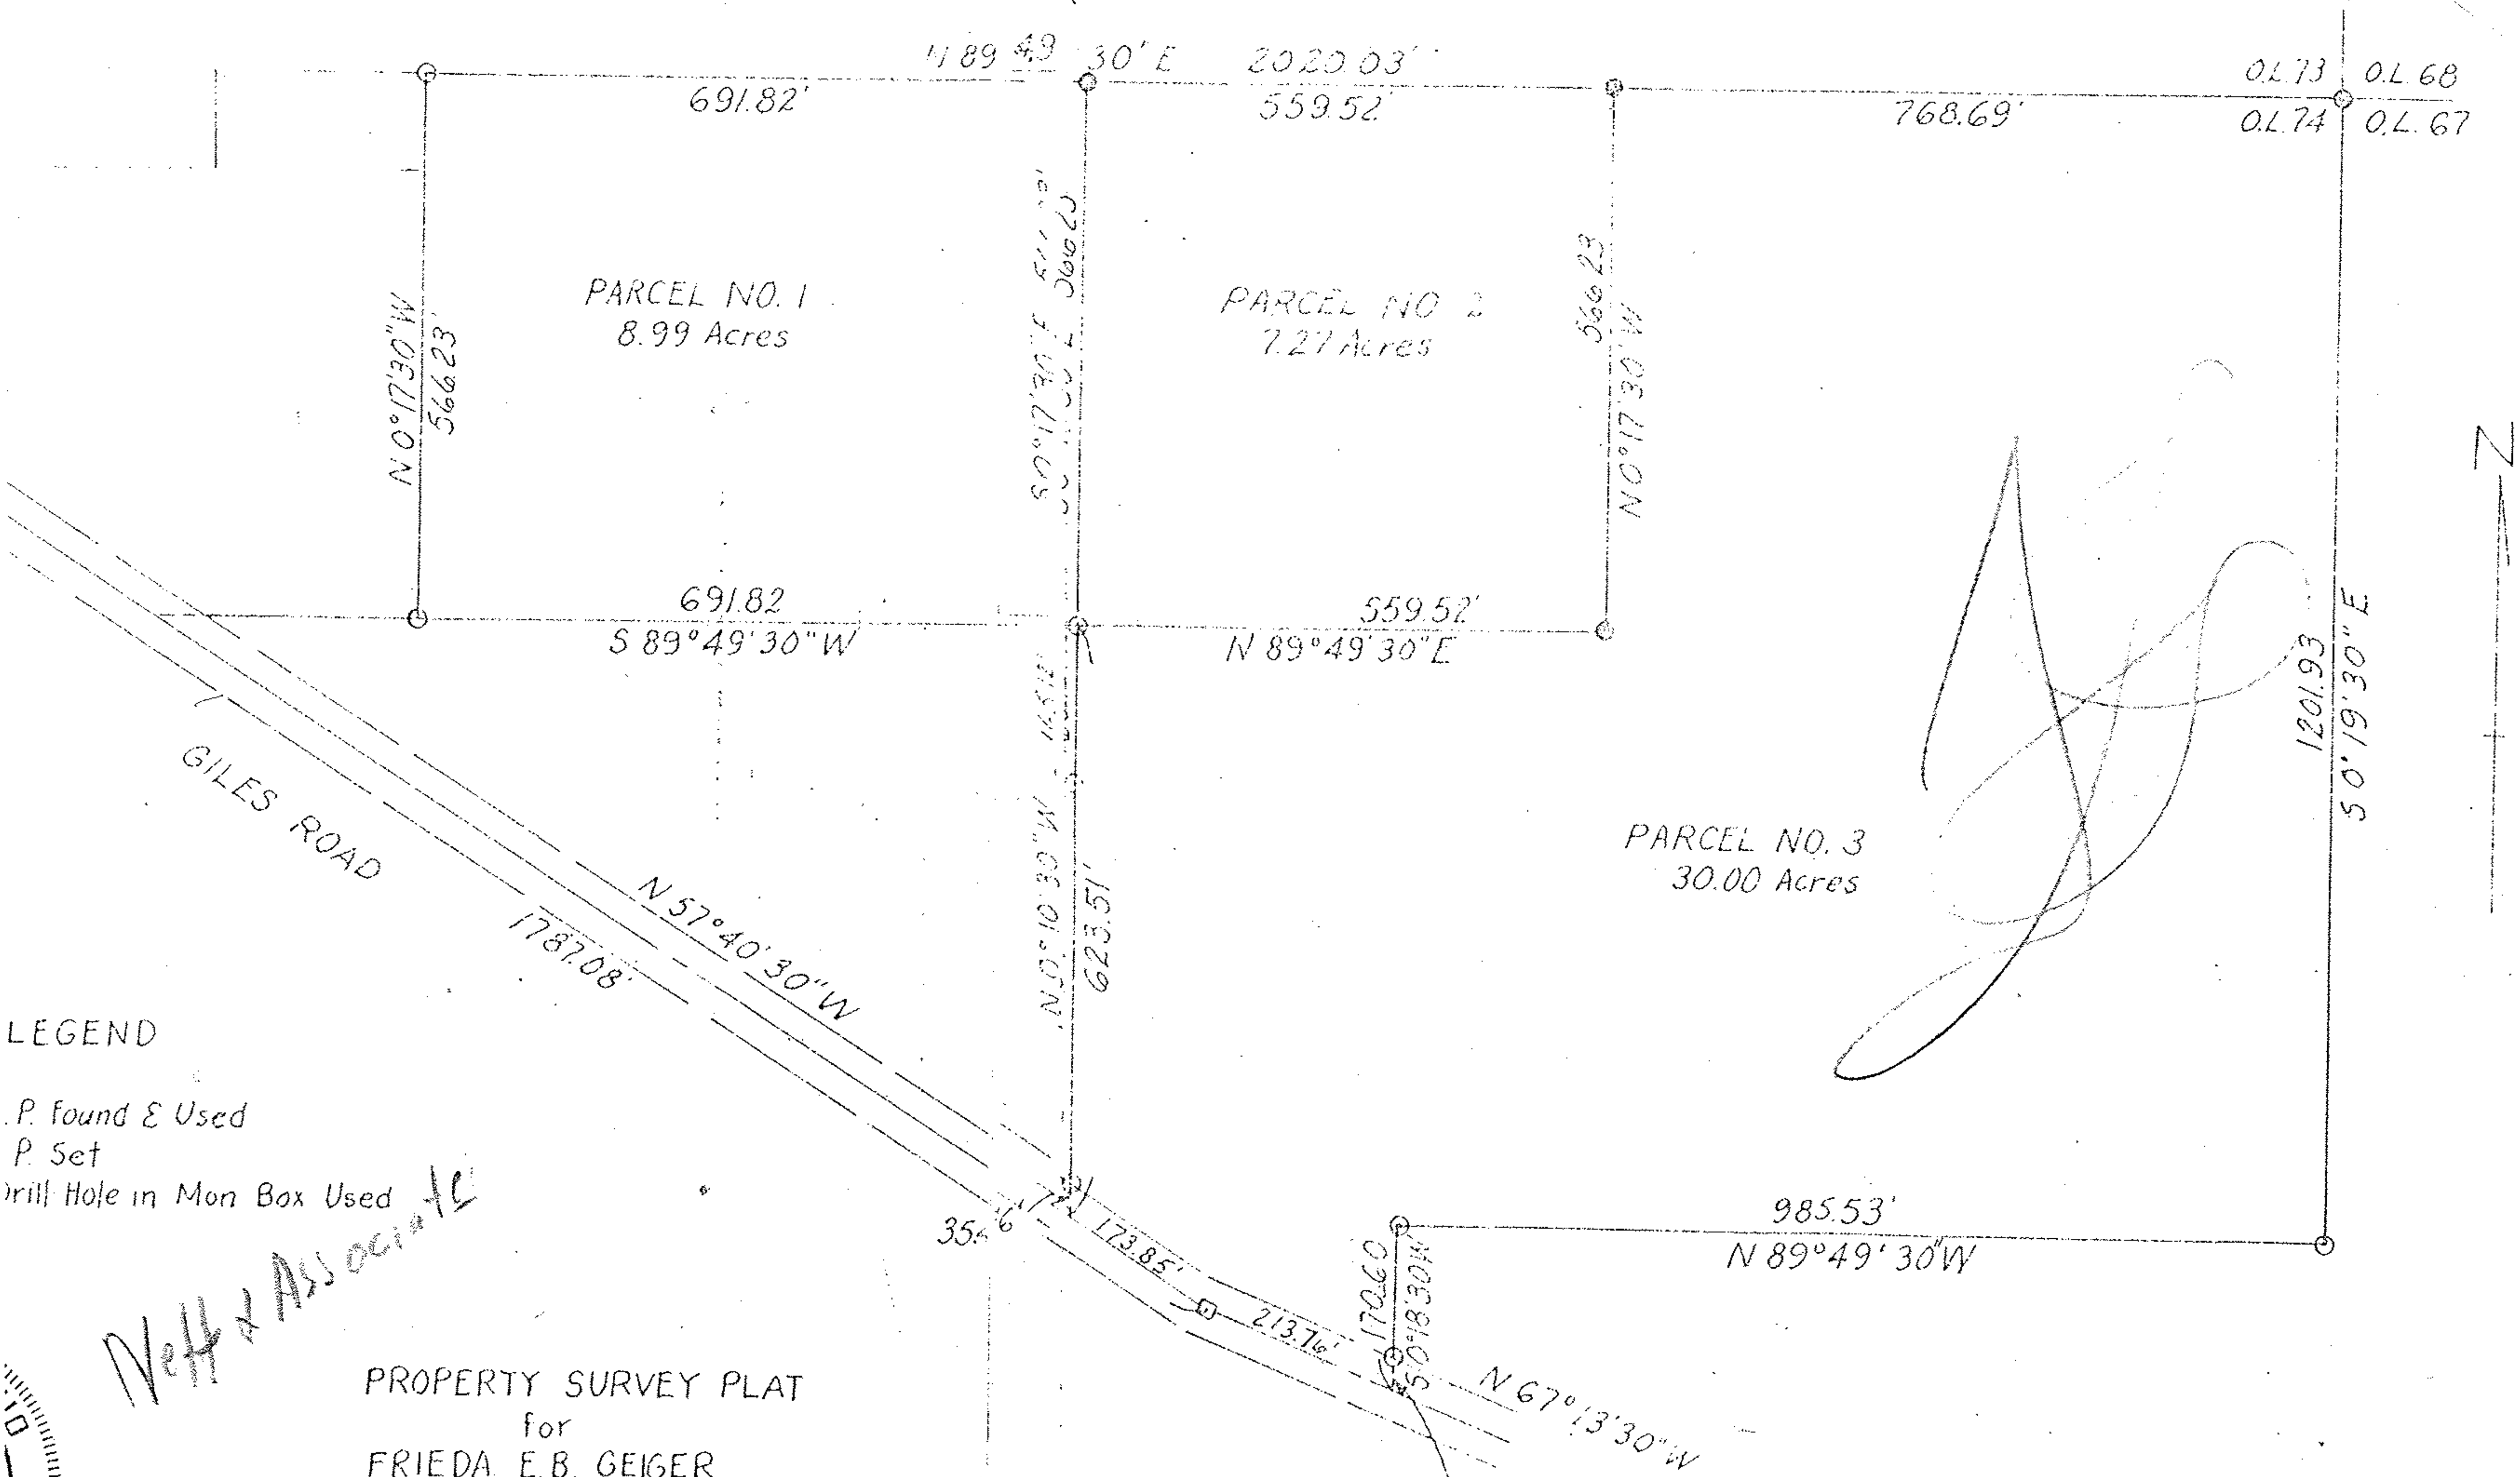 N 89 49 30' E 2020.03'
691.82'
559.52'
768.69'
O.L. 73
O.L. 68
O.L. 74
O.L. 67
N 0°17'30" W
566.23'
PARCEL NO. 1
8.99 Acres
PARCEL NO 2
7.27 Acres
566.23
N 0°17'30" W
691.82
S 89°49'30" W
559.52'
N 89°49'30" E
N
1201.93
S 0°19'30" E
PARCEL NO. 3
30.00 Acres
GILES ROAD
N 57°40'30" W
1787.08'
N 0°10'30" W
623.51'
LEGEND
.P. Found & Used
P. Set
Drill Hole in Mon Box Used
Neff & Associate
173.85'
213.76'
170.60
S 0°18'30" W
985.53'
N 89°49'30" W
N 67°13'30" W
PROPERTY SURVEY PLAT
for
FRIEDA E.B. GEIGER